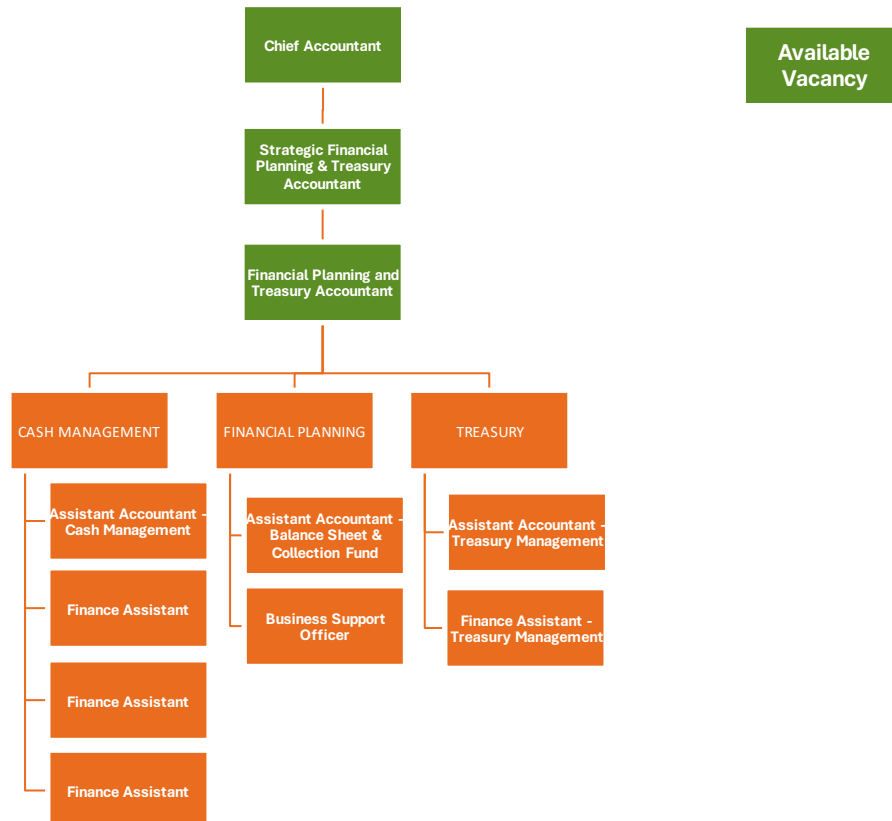 Chief Accountant
Available
Vacancy
Strategic Financial
Planning & Treasury
Accountant
Financial Planning and
Treasury Accountant
CASH MANAGEMENT
FINANCIAL PLANNING
TREASURY
Assistant Accountant -
Cash Management
Finance Assistant
Finance Assistant
Finance Assistant
Assistant Accountant -
Balance Sheet &
Collection Fund
Business Support
Officer
Assistant Accountant -
Treasury Management
Finance Assistant -
Treasury Management